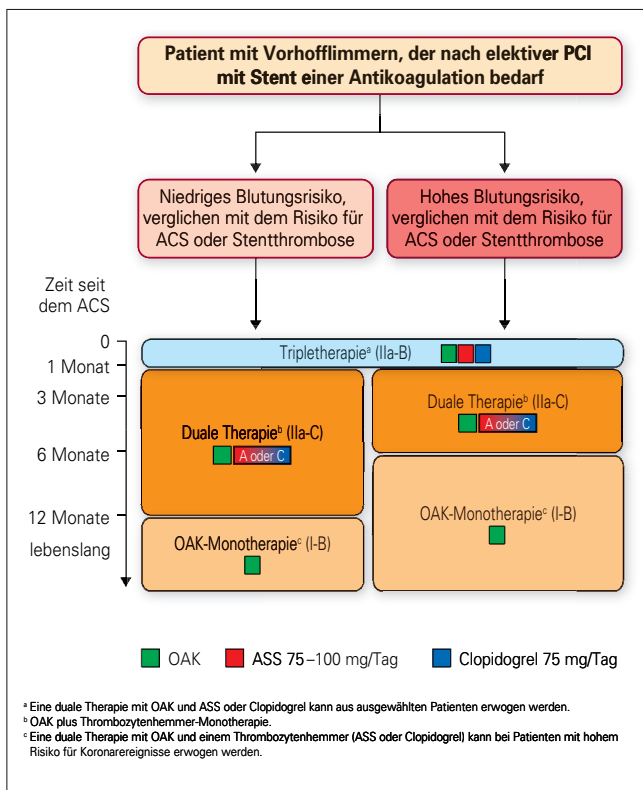 Patient mit Vorhofflimmern, der nach elektiver PCI
mit Stent einer Antikoagulation bedarf
Niedriges Blutungsrisiko,
verglichen mit dem Risiko für
ACS oder Stentthrombose
Hohes Blutungsrisiko,
verglichen mit dem Risiko für
ACS oder Stentthrombose
Zeit seit
dem ACS
0
Tripletherapieᵃ (IIa-B)
1 Monat
3 Monate
Duale Therapieᵇ (IIa-C)
A oder C
Duale Therapieᵇ (IIa-C)
A oder C
6 Monate
12 Monate
lebenslang
OAK-Monotherapieᶜ (I-B)
OAK-Monotherapieᶜ (I-B)
OAK
ASS 75–100 mg/Tag
Clopidogrel 75 mg/Tag
ᵃ Eine duale Therapie mit OAK und ASS oder Clopidogrel kann aus ausgewählten Patienten erwogen werden.
ᵇ OAK plus Thrombozytenhemmer-Monotherapie.
ᶜ Eine duale Therapie mit OAK und einem Thrombozytenhemmer (ASS oder Clopidogrel) kann bei Patienten mit hohem
Risiko für Koronarereignisse erwogen werden.